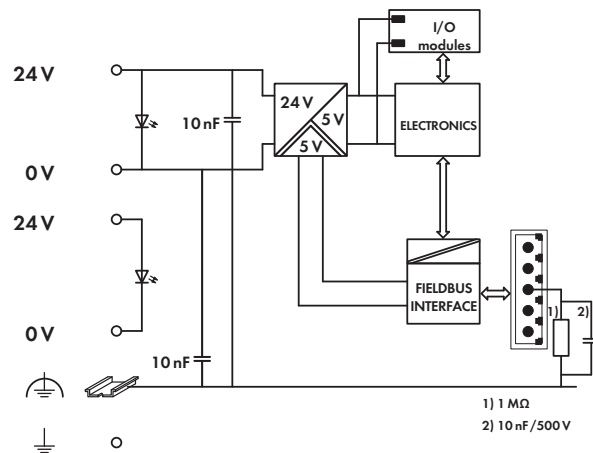 I/O
modules
24 V
24 V
5 V
5 V
10 nF
ELECTRONICS
0 V
24 V
FIELDBUS
INTERFACE
1)
2)
0 V
10 nF
1) 1 MΩ
2) 10 nF/500 V